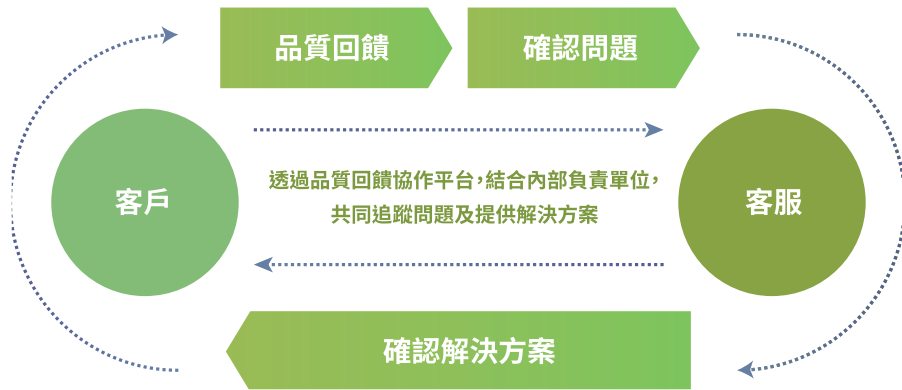 品質回饋
確認問題
客戶
透過品質回饋協作平台，結合內部負責單位，
共同追蹤問題及提供解決方案
客服
確認解決方案